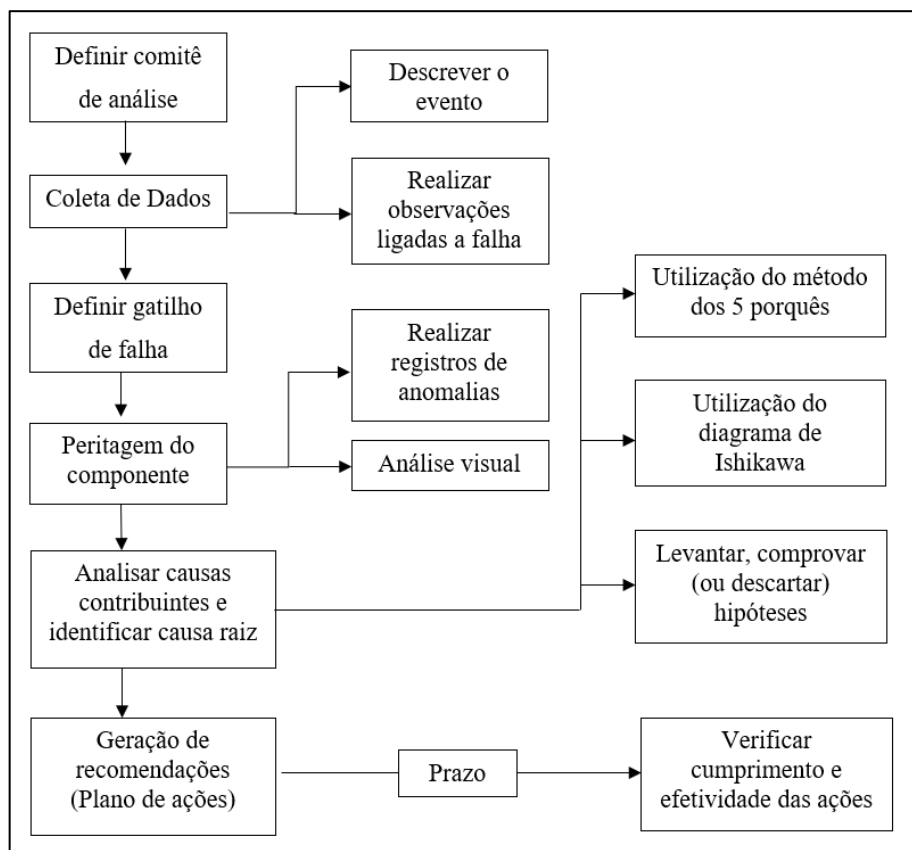 Definir comitê
de análise
Descrever o
evento
Coleta de Dados
Realizar
observações
ligadas a falha
Definir gatilho
de falha
Utilização do método
dos 5 porquês
Realizar
registros de
anomalias
Peritagem do
componente
Análise visual
Utilização do
diagrama de
Ishikawa
Analisar causas
contribuintes e
identificar causa raiz
Levantar, comprovar
(ou descartar)
hipóteses
Geração de
recomendações
(Plano de ações)
Prazo
Verificar
cumprimento e
efetividade das ações